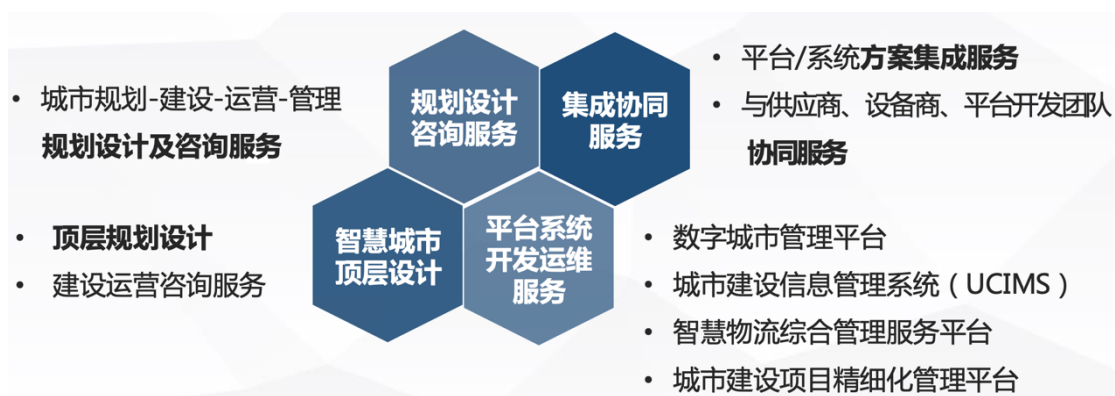 • 城市规划-建设-运营-管理
规划设计及咨询服务
规划设计
咨询服务
集成协同
服务
• 平台/系统方案集成服务
• 与供应商、设备商、平台开发团队
协同服务
• 顶层规划设计
• 建设运营咨询服务
智慧城市
顶层设计
平台系统
开发运维
服务
• 数字城市管理平台
• 城市建设信息管理系统（UCIMS）
• 智慧物流综合管理服务平台
• 城市建设项目精细化管理平台